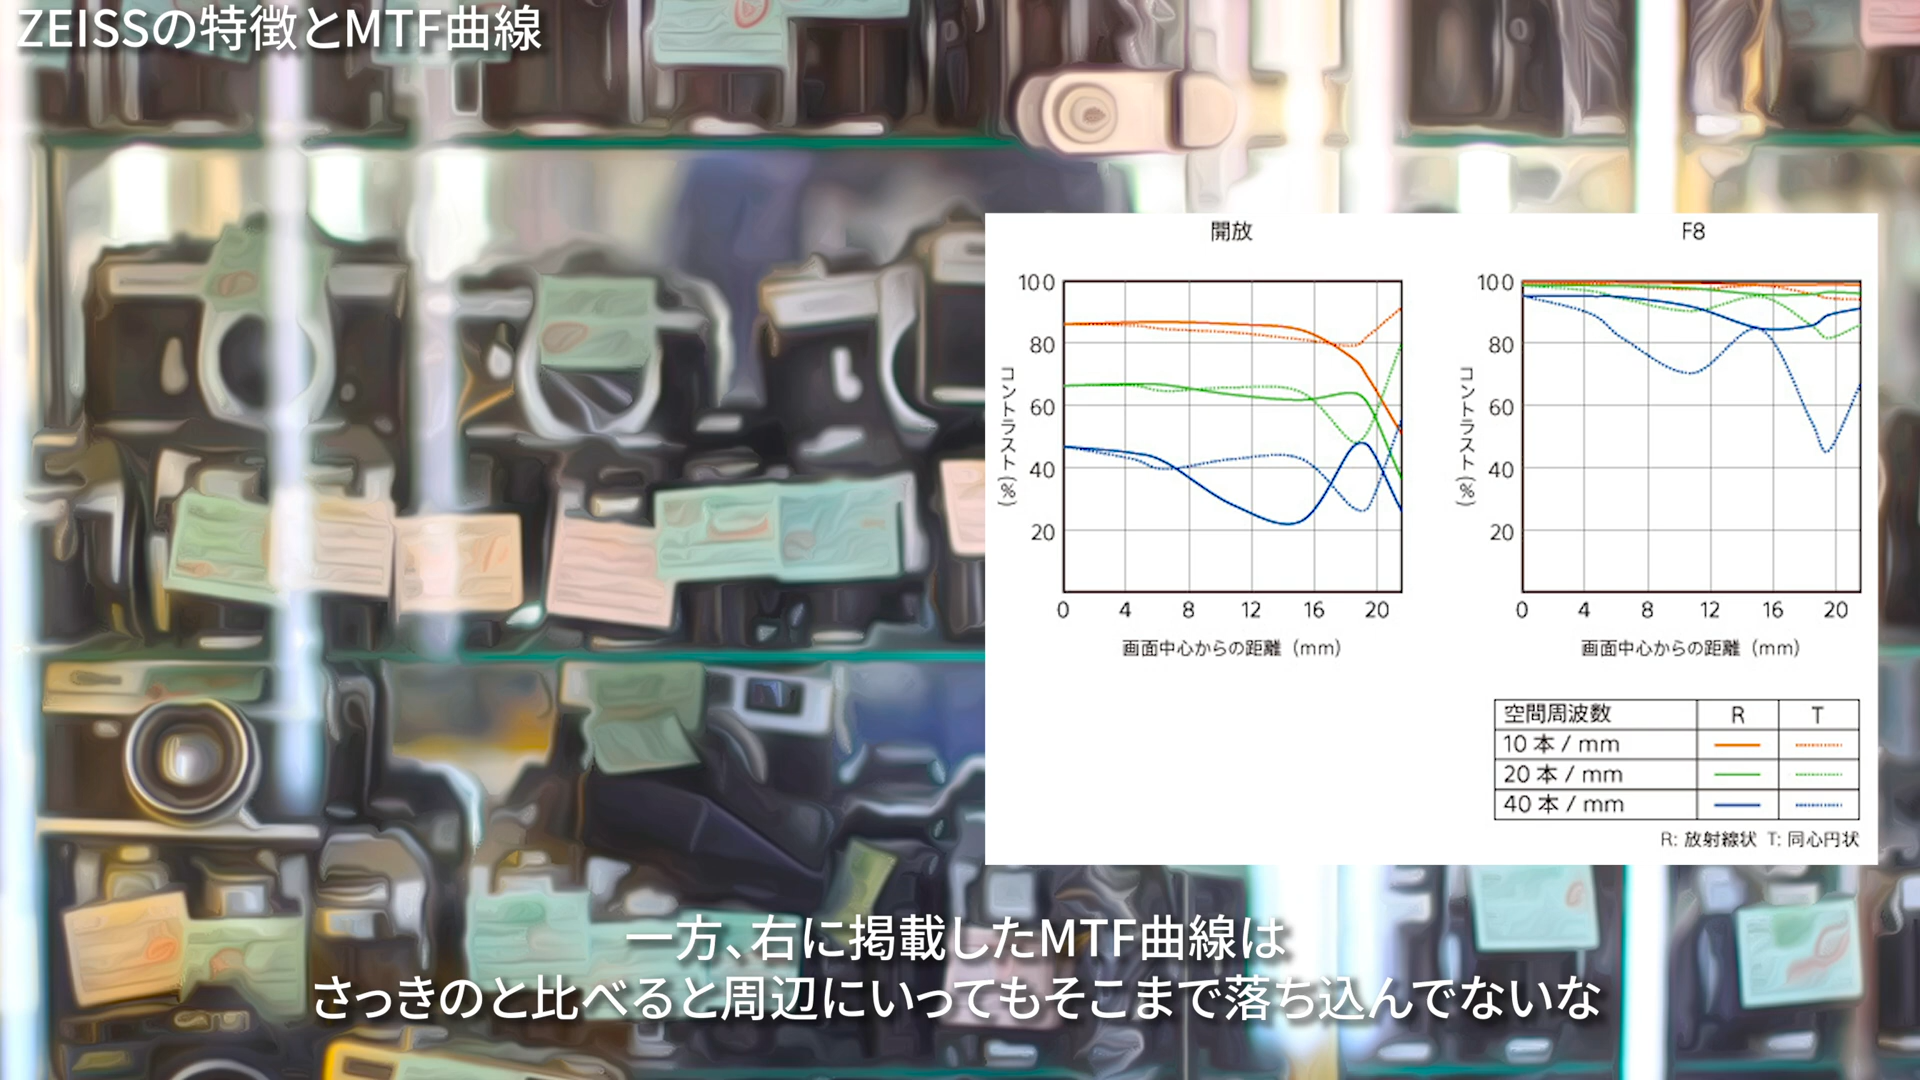 ZEISSの特徴とMTF曲線
開放
100
80
60
40
20
コントラスト(%)
0 4 8 12 16 20
画面中心からの距離（mm）
F8
100
80
60
40
20
コントラスト(%)
0 4 8 12 16 20
画面中心からの距離（mm）
空間周波数 R T
10 本 / mm
20 本 / mm
40 本 / mm
R: 放射線状 T: 同心円状
一方、右に掲載したMTF曲線は
さっきのと比べると周辺にいってもそこまで落ち込んでないな